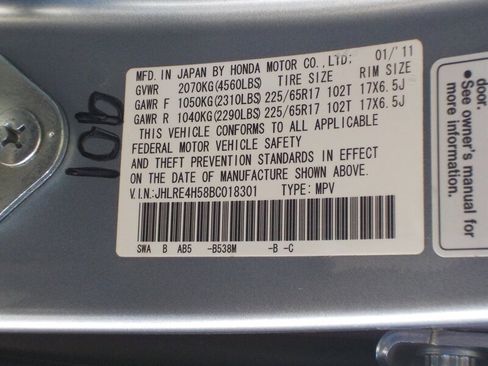 MFD. IN JAPAN BY HONDA MOTOR CO., LTD: 01/'11
GVWR 2070KG(4560LBS) TIRE SIZE RIM SIZE
GAWR F 1050KG(2310LBS) 225/65R17 102T 17X6.5J
GAWR R 1040KG(2290LBS) 225/65R17 102T 17X6.5J
THIS VEHICLE CONFORMS TO ALL APPLICABLE
FEDERAL MOTOR VEHICLE SAFETY
AND THEFT PREVENTION STANDARDS IN EFFECT
ON THE DATE OF MANUFACTURE SHOWN ABOVE.
V.I.N:JHLRE4H58BC018301 TYPE: MPV
SWA B AB5 -B538M -B -C
door.
• See owner's
manual for
more